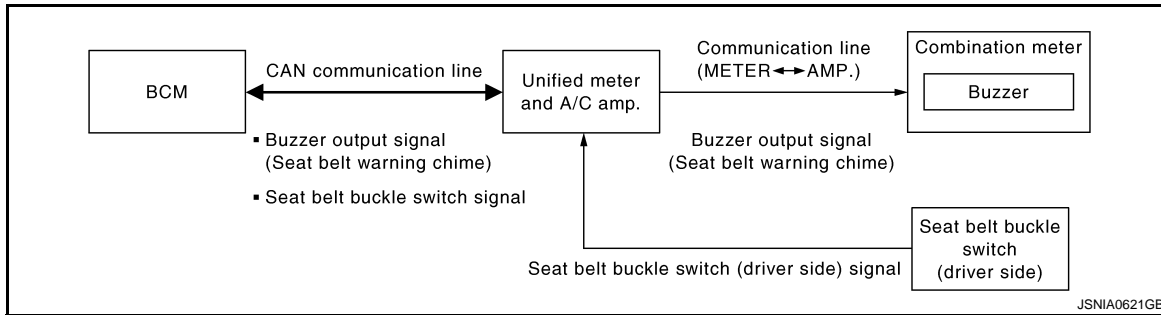 BCM
CAN communication line
▪ Buzzer output signal
(Seat belt warning chime)
▪ Seat belt buckle switch signal
Unified meter
and A/C amp.
Communication line
(METER↔AMP.)
Buzzer output signal
(Seat belt warning chime)
Combination meter
Buzzer
Seat belt buckle switch (driver side) signal
Seat belt buckle
switch
(driver side)
JSNIA0621GB